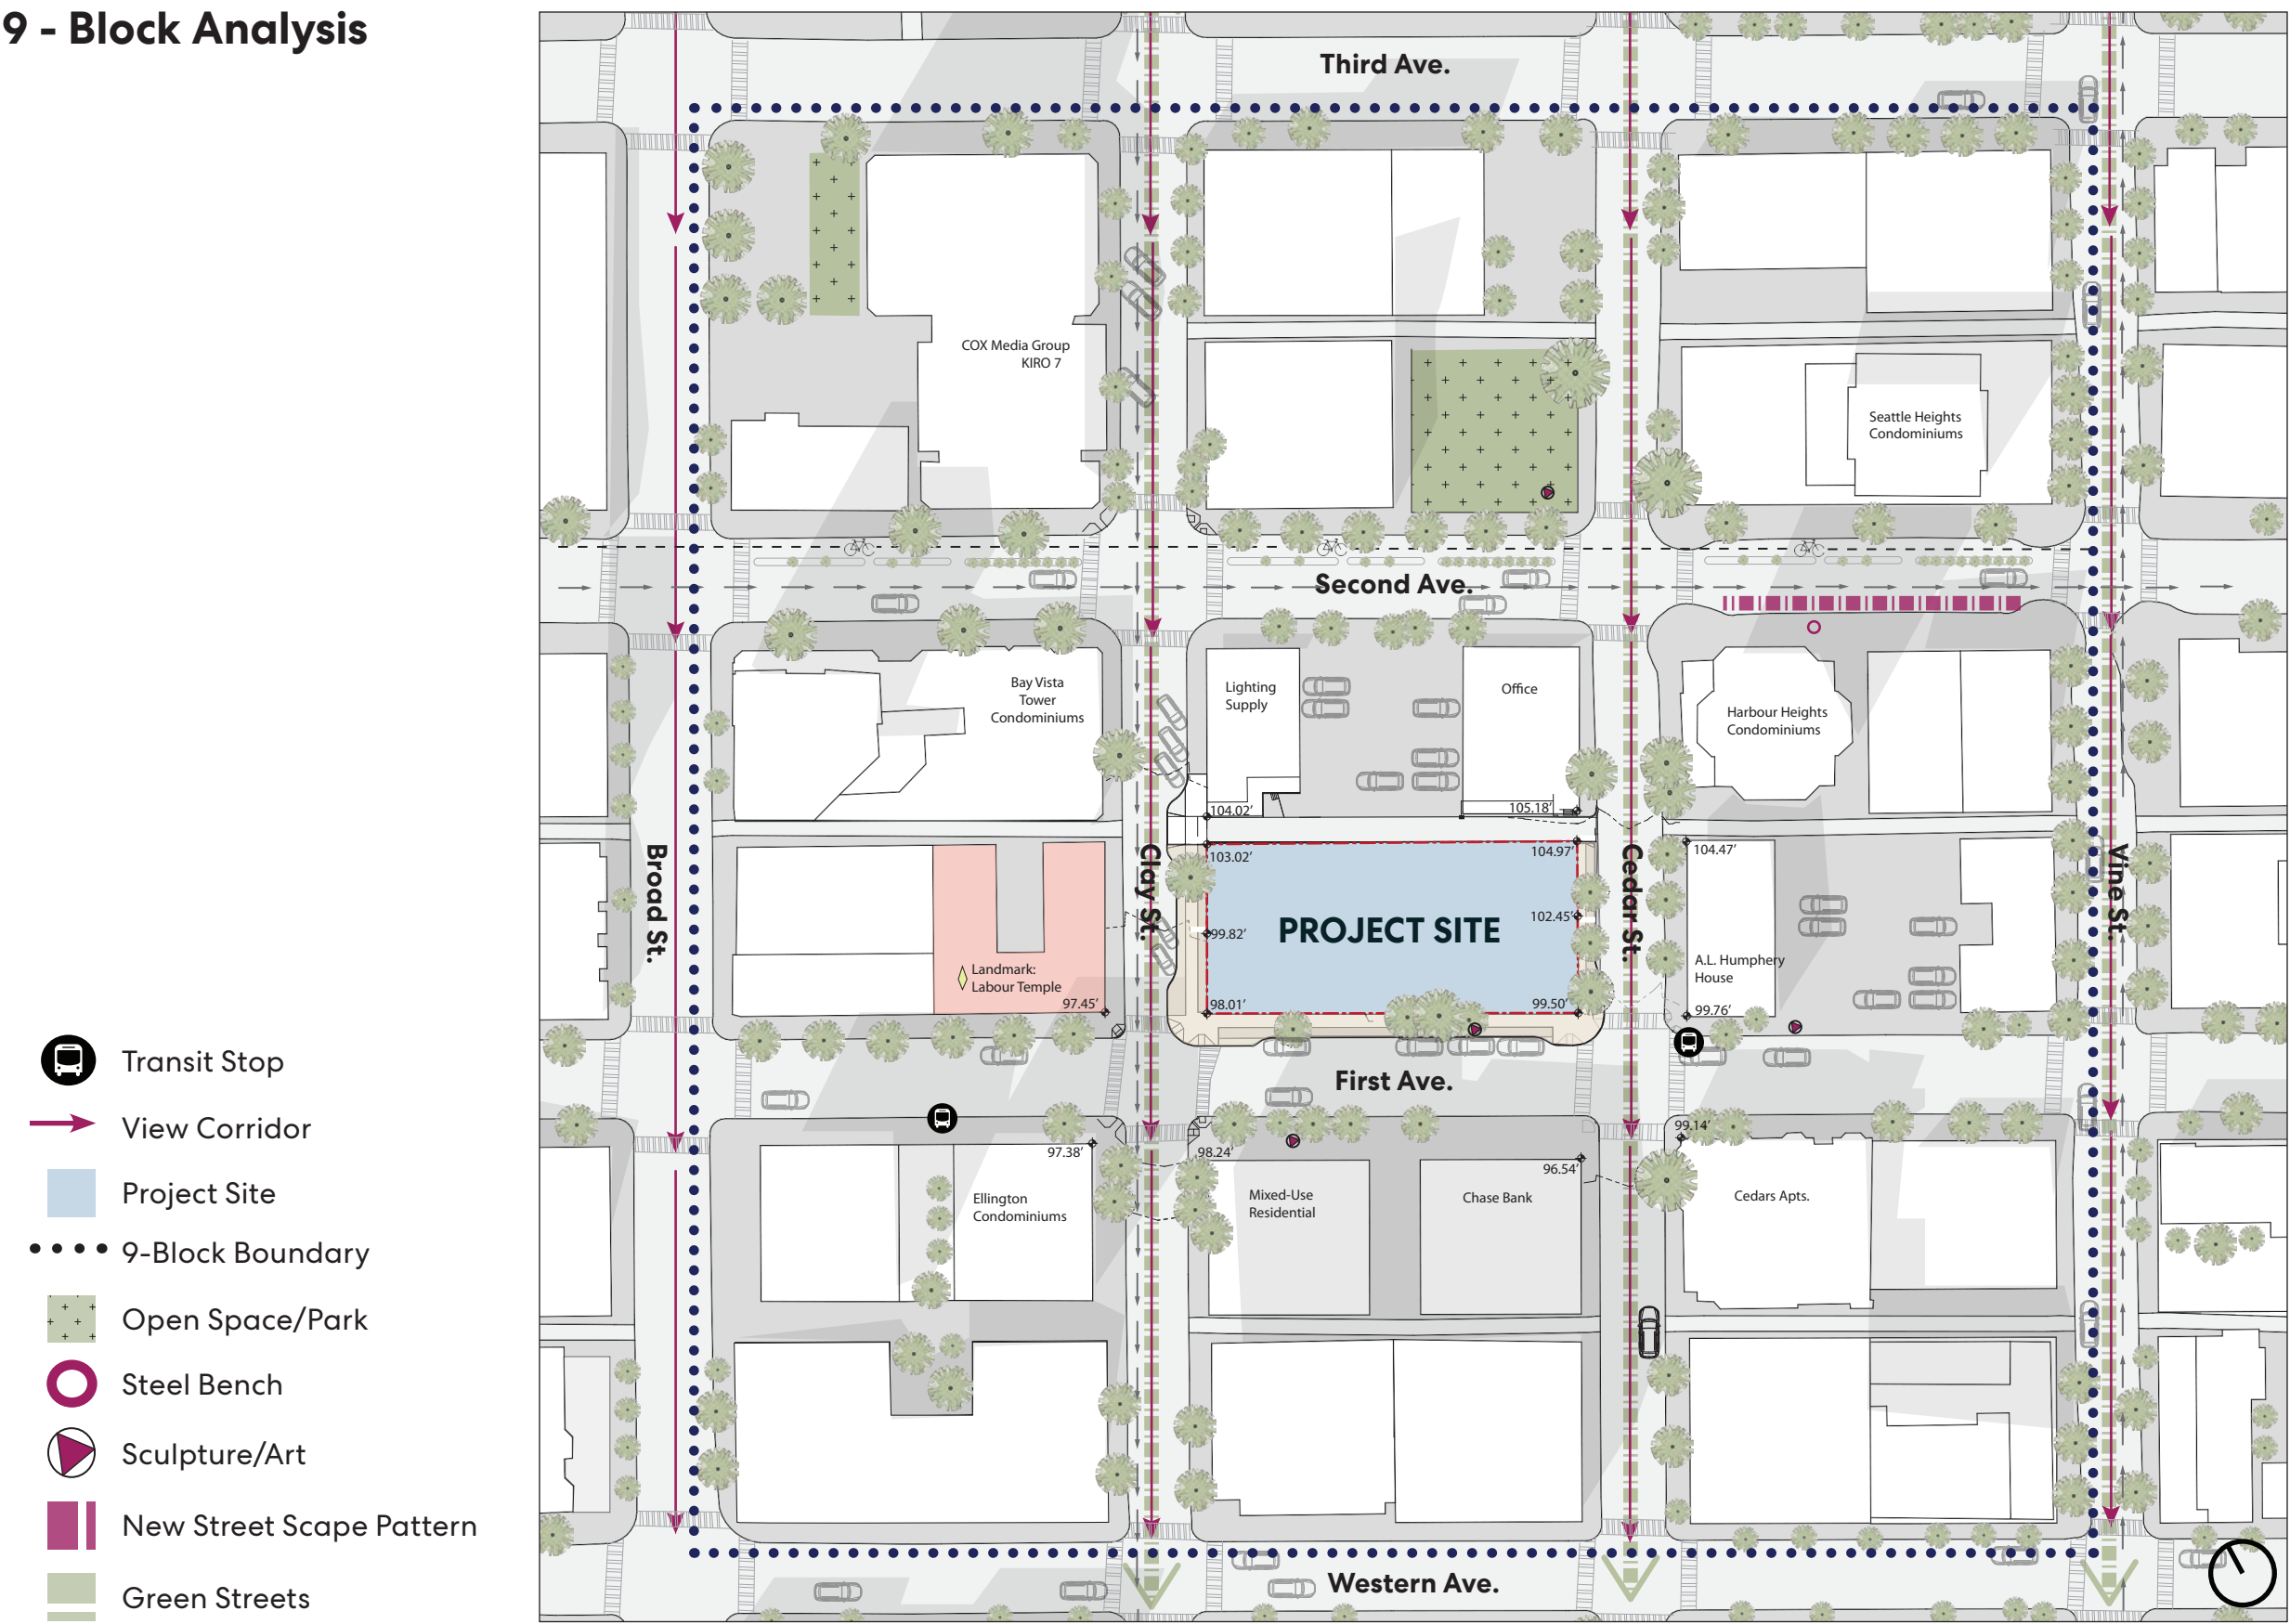 9 - Block Analysis
Third Ave.
COX Media Group
KIRO 7
Seattle Heights
Condominiums
Second Ave.
Bay Vista
Tower
Condominiums
Lighting
Supply
Office
Harbour Heights
Condominiums
104.02'
105.18'
Broad St.
Clay St.
Cedar St.
Vine St.
103.02'
104.97'
104.47'
PROJECT SITE
102.45'
99.82'
Landmark:
Labour Temple
97.45'
98.01'
99.50'
A.L. Humphery
House
99.76'
First Ave.
97.38'
98.24'
96.54'
99.14'
Ellington
Condominiums
Mixed-Use
Residential
Chase Bank
Cedars Apts.
Western Ave.
Transit Stop
View Corridor
Project Site
9-Block Boundary
Open Space/Park
Steel Bench
Sculpture/Art
New Street Scape Pattern
Green Streets